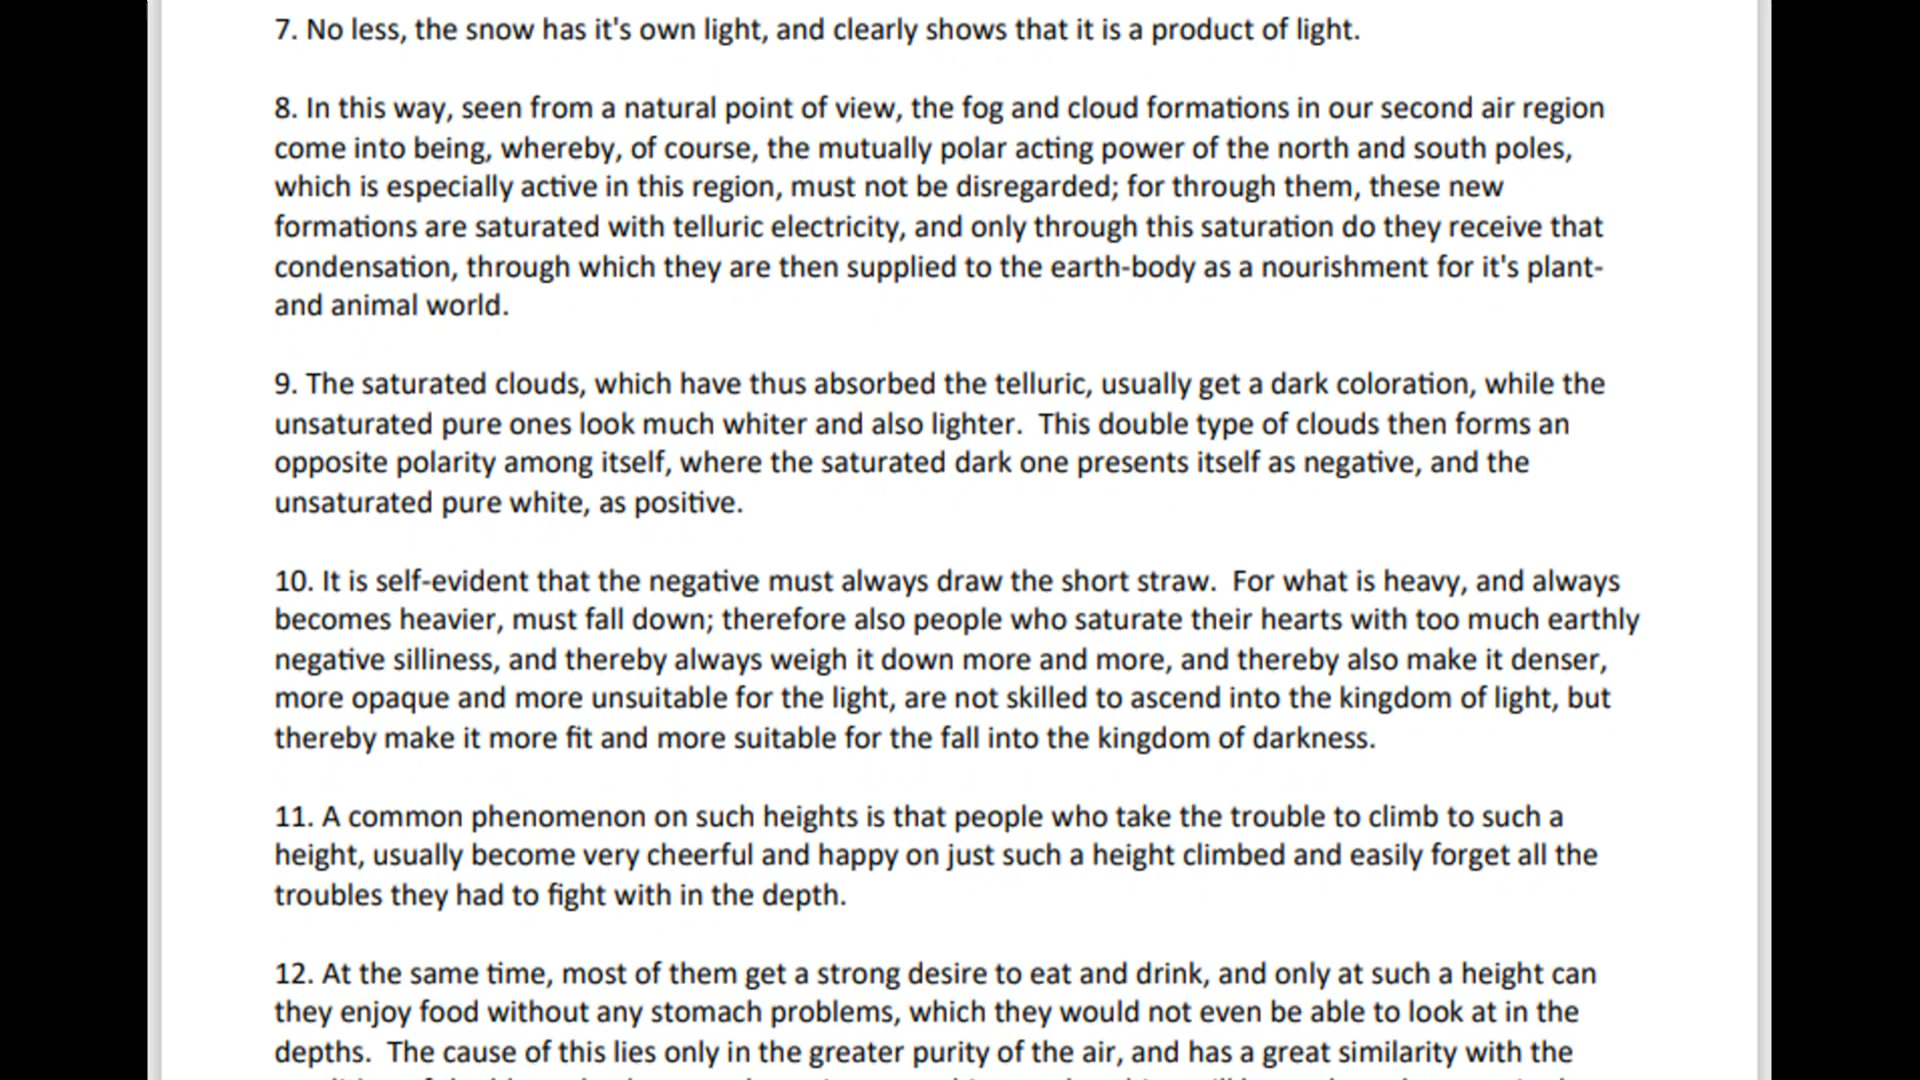 7. No less, the snow has it's own light, and clearly shows that it is a product of light.
8. In this way, seen from a natural point of view, the fog and cloud formations in our second air region
come into being, whereby, of course, the mutually polar acting power of the north and south poles,
which is especially active in this region, must not be disregarded; for through them, these new
formations are saturated with telluric electricity, and only through this saturation do they receive that
condensation, through which they are then supplied to the earth-body as a nourishment for it's plant-
and animal world.
9. The saturated clouds, which have thus absorbed the telluric, usually get a dark coloration, while the
unsaturated pure ones look much whiter and also lighter.  This double type of clouds then forms an
opposite polarity among itself, where the saturated dark one presents itself as negative, and the
unsaturated pure white, as positive.
10. It is self-evident that the negative must always draw the short straw.  For what is heavy, and always
becomes heavier, must fall down; therefore also people who saturate their hearts with too much earthly
negative silliness, and thereby always weigh it down more and more, and thereby also make it denser,
more opaque and more unsuitable for the light, are not skilled to ascend into the kingdom of light, but
thereby make it more fit and more suitable for the fall into the kingdom of darkness.
11. A common phenomenon on such heights is that people who take the trouble to climb to such a
height, usually become very cheerful and happy on just such a height climbed and easily forget all the
troubles they had to fight with in the depth.
12. At the same time, most of them get a strong desire to eat and drink, and only at such a height can
they enjoy food without any stomach problems, which they would not even be able to look at in the
depths.  The cause of this lies only in the greater purity of the air, and has a great similarity with the